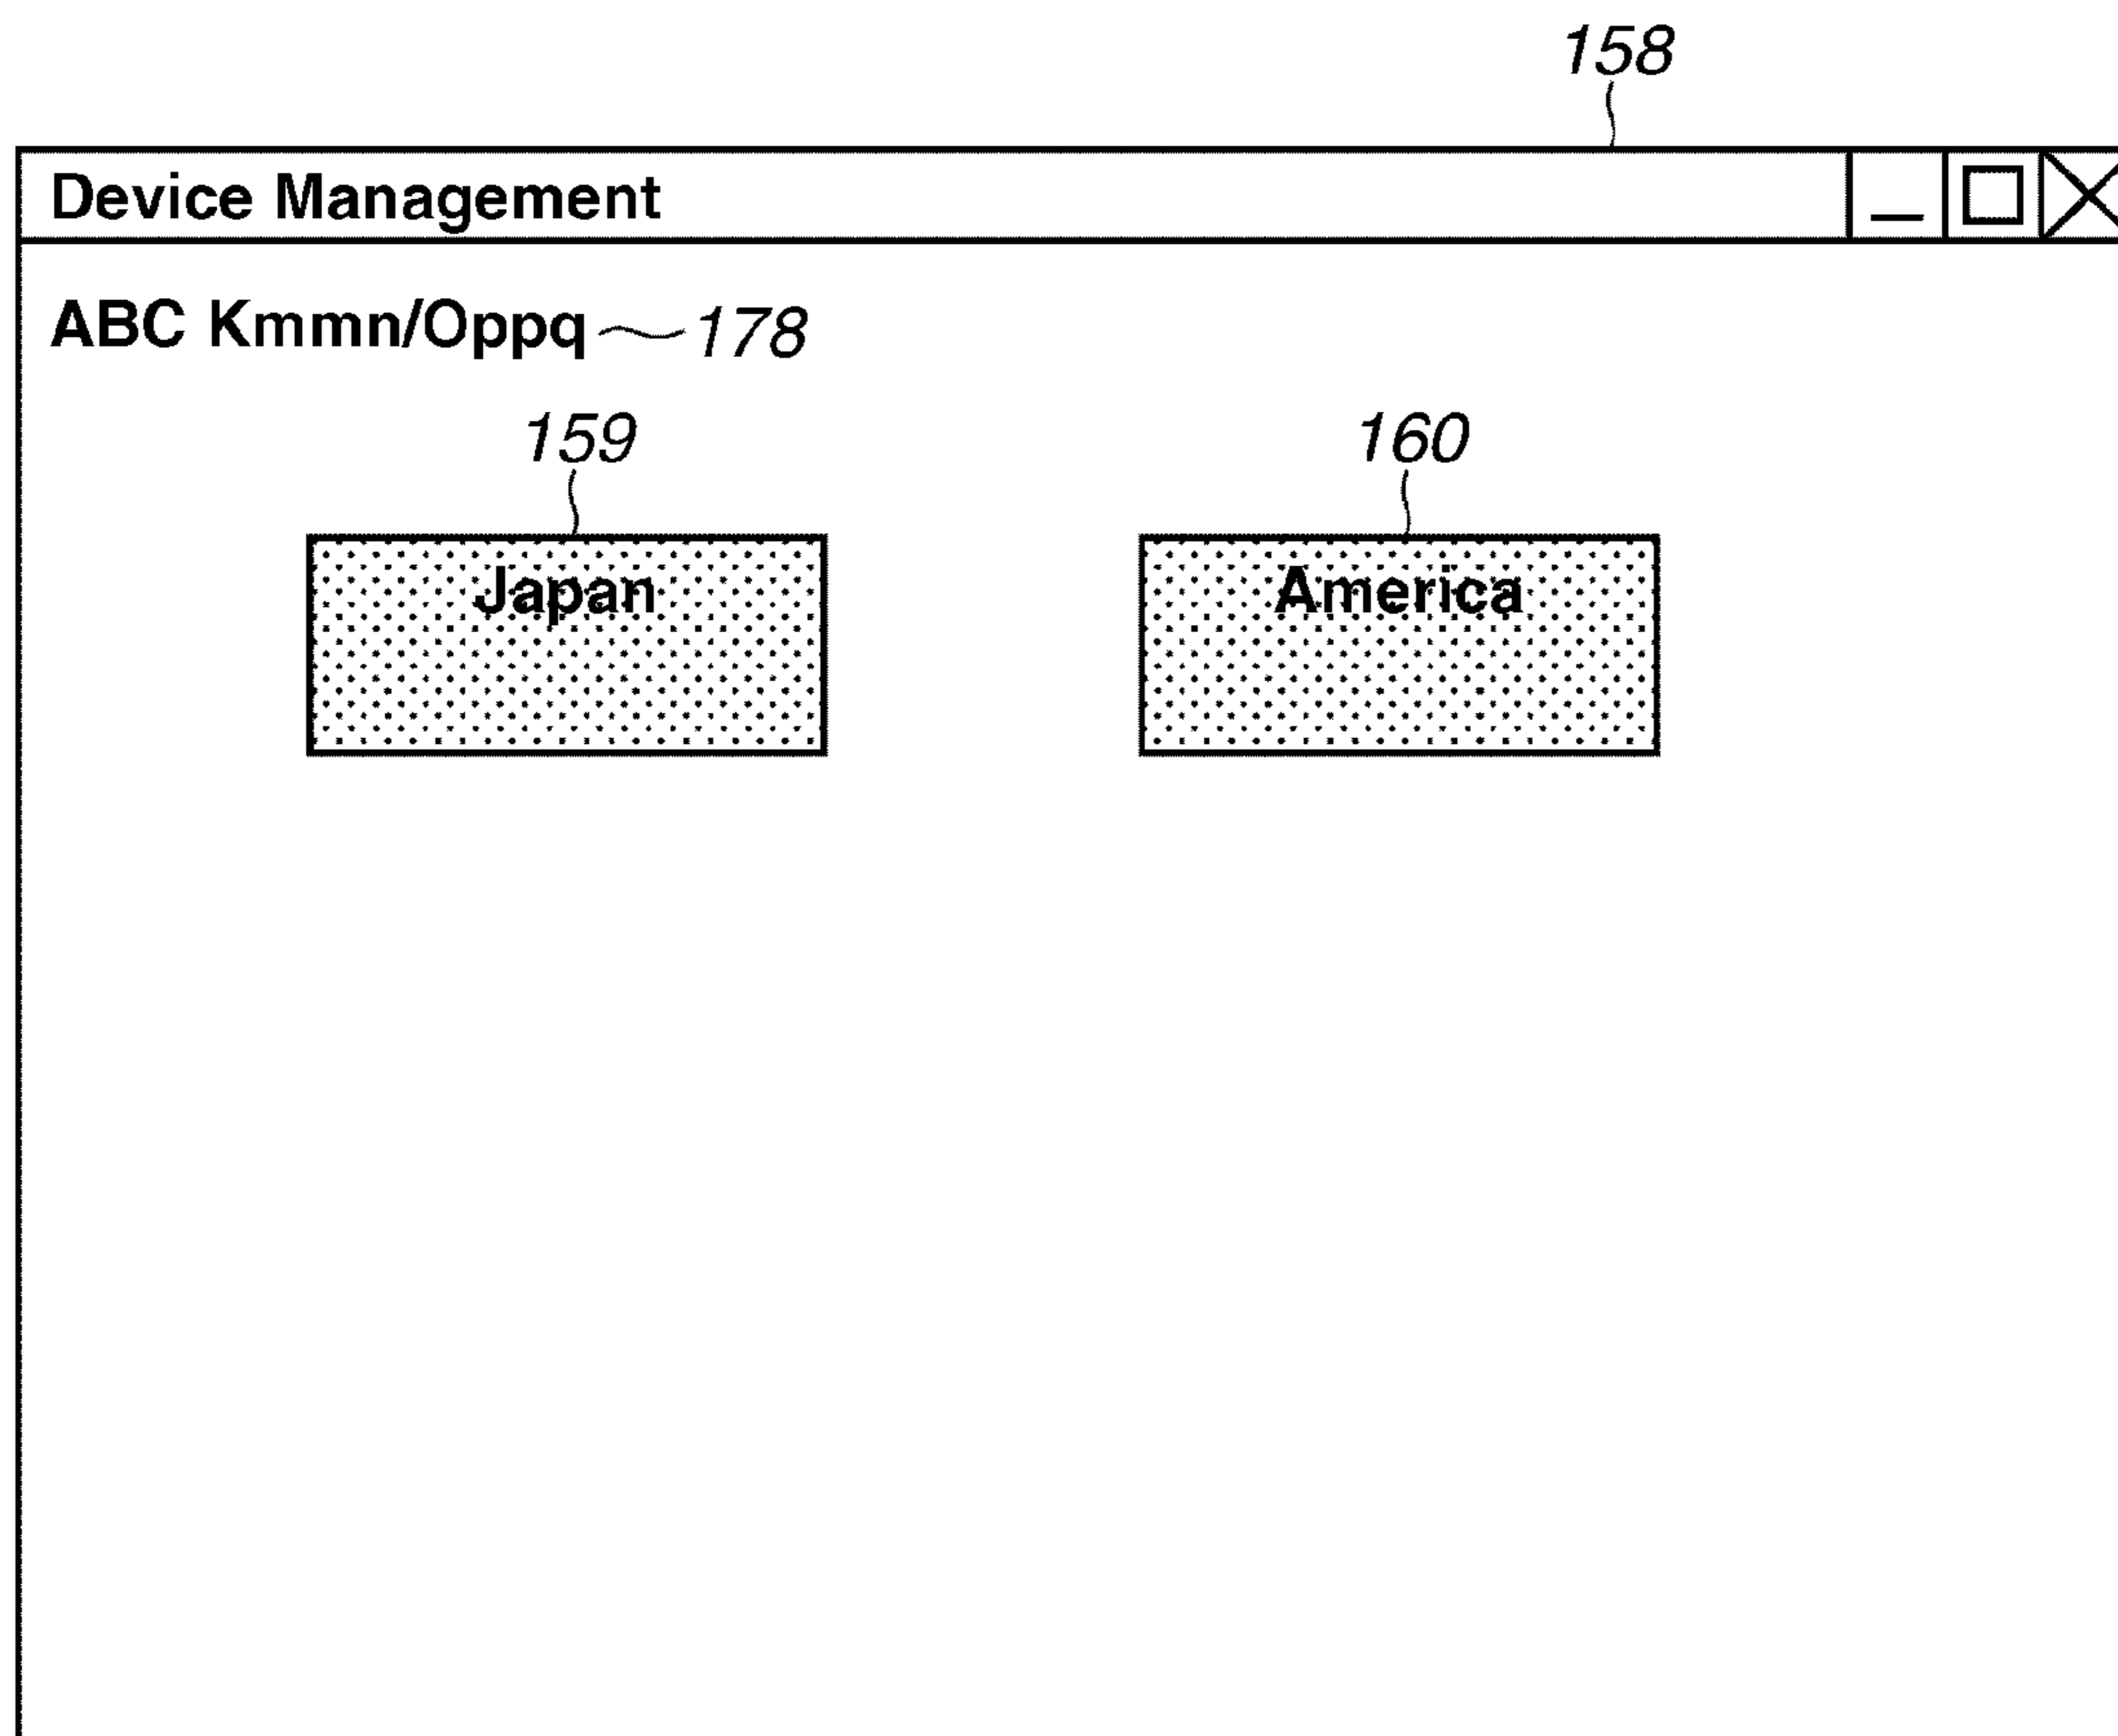 158
Device Management
ABC Kmmn/Oppq 178
159 160
Japan America